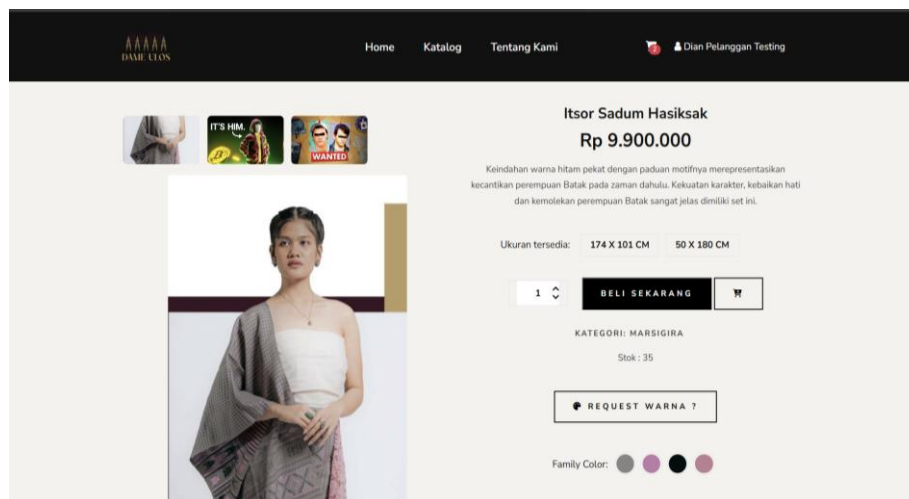 DAME ULOS
Home
Katalog
Tentang Kami
2
Dian Pelanggan Testing
IT'S HIM.
WANTED
Itsor Sadum Hasiksak
Rp 9.900.000
Keindahan warna hitam pekat dengan paduan motifnya merepresentasikan
kecantikan perempuan Batak pada zaman dahulu. Kekuatan karakter, kebaikan hati
dan kemolekan perempuan Batak sangat jelas dimiliki set ini.
Ukuran tersedia:
174 X 101 CM
50 X 180 CM
1
BELI SEKARANG
KATEGORI: MARSIGIRA
Stok : 35
REQUEST WARNA ?
Family Color: